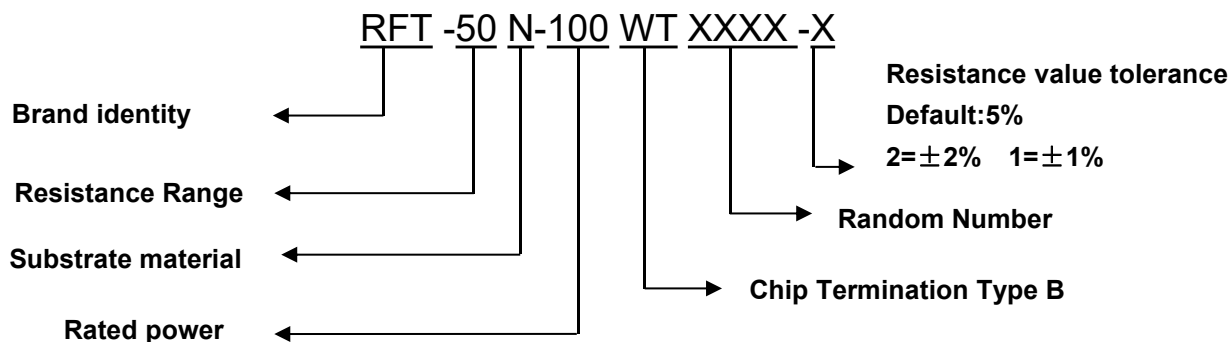 RFT -50 N-100 WT XXXX -X
Resistance value tolerance
Default:5%
2=±2% 1=±1%
Brand identity
Resistance Range
Random Number
Substrate material
Chip Termination Type B
Rated power